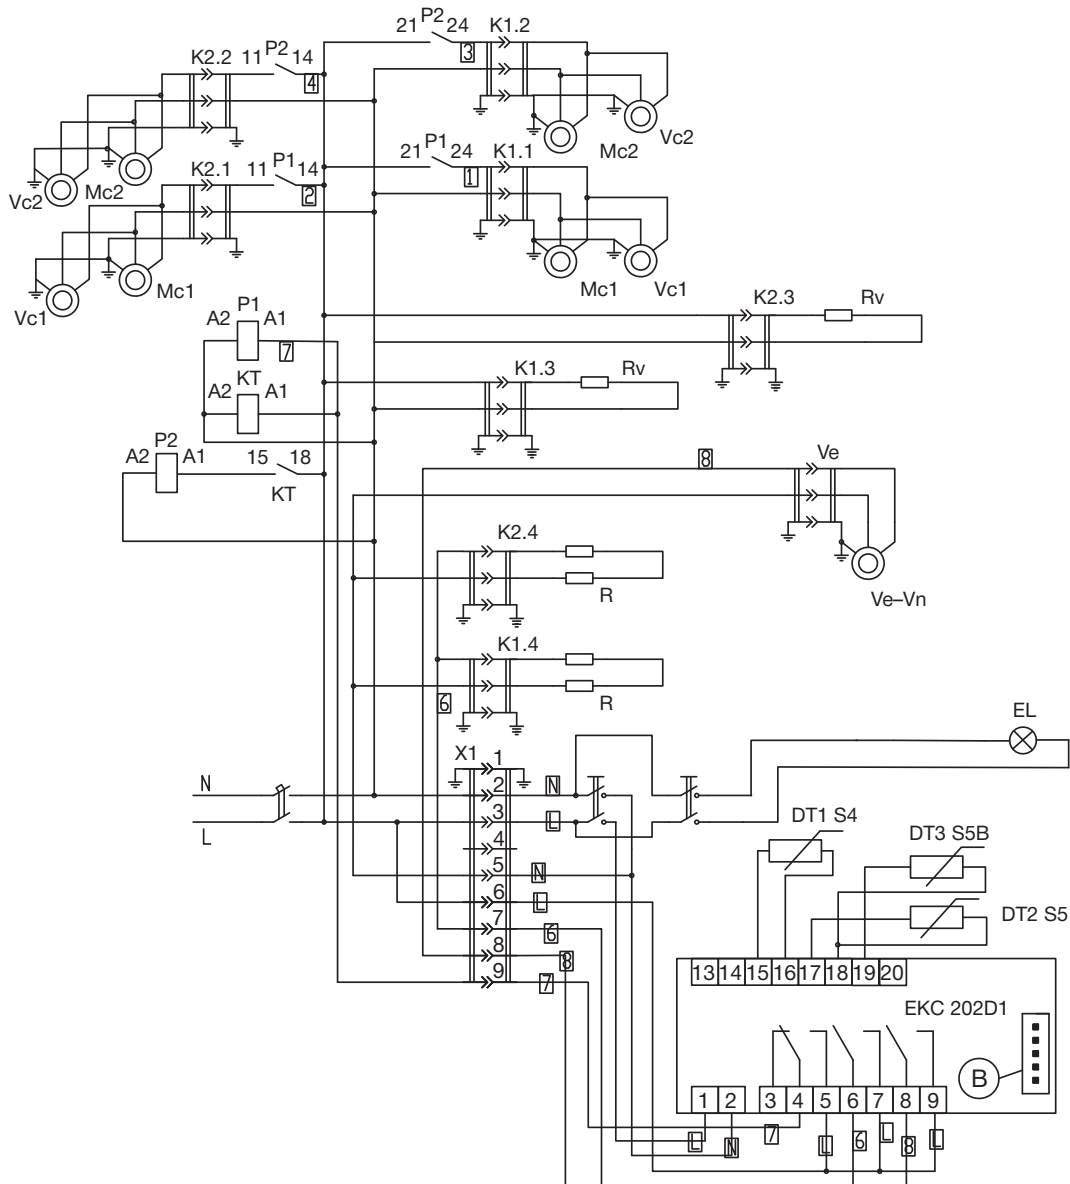 P2
21 24 K1.2
3
P2
K2.2 11 14
4
Vc2
Mc2
P1
21 24 K1.1
1
Vc2
Mc2
P1
K2.1 11 14
2
Mc1 Vc1
Mc1
Vc1
K2.3 Rv
P1
A2 A1
7
K1.3 Rv
KT
A2 A1
P2
A2 A1 15 18
KT
8
Ve
Ve–Vn
K2.4
R
K1.4
R
6
EL
X1 1
N 2 N
3 L
L
4
5 N
6 L
7 6
8 8
9 7
DT1 S4
DT3 S5B
DT2 S5
13 14 15 16 17 18 19 20
EKC 202D1
B
1 2 3 4 5 6 7 8 9
L N 7 L 6 L 8 L